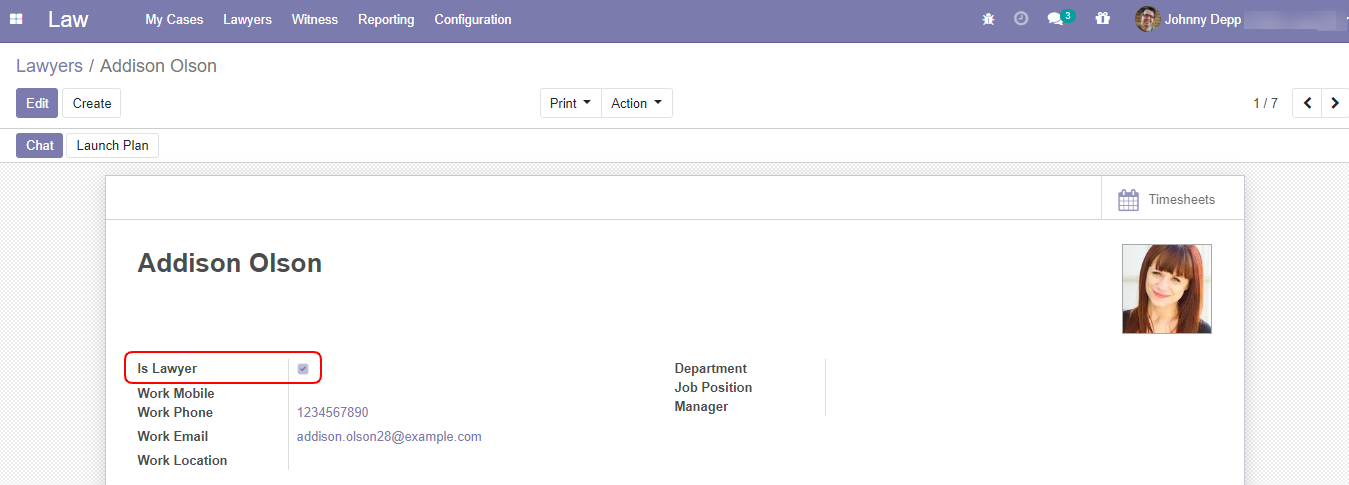 Law My Cases Lawyers Witness Reporting Configuration 3 Johnny Depp
Lawyers / Addison Olson
Edit Create Print Action 1 / 7
Chat Launch Plan
Timesheets
Addison Olson
Is Lawyer
Work Mobile
Work Phone 1234567890
Work Email addison.olson28@example.com
Work Location
Department
Job Position
Manager